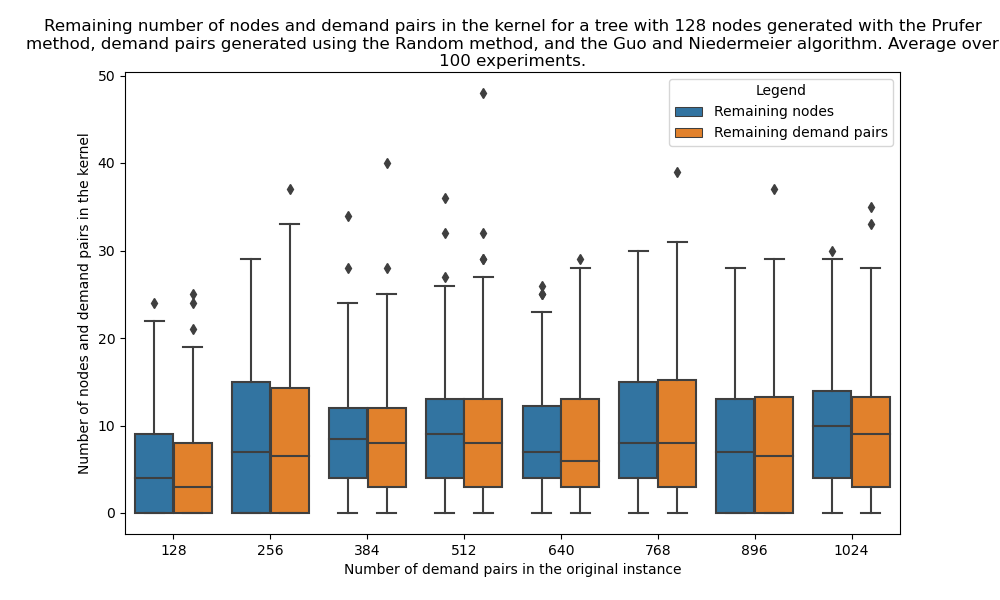 Remaining number of nodes and demand pairs in the kernel for a tree with 128 nodes generated with the Prufer
method, demand pairs generated using the Random method, and the Guo and Niedermeier algorithm. Average over
100 experiments.
Legend
Remaining nodes
Remaining demand pairs
Number of nodes and demand pairs in the kernel
50
40
30
20
10
0
128 256 384 512 640 768 896 1024
Number of demand pairs in the original instance